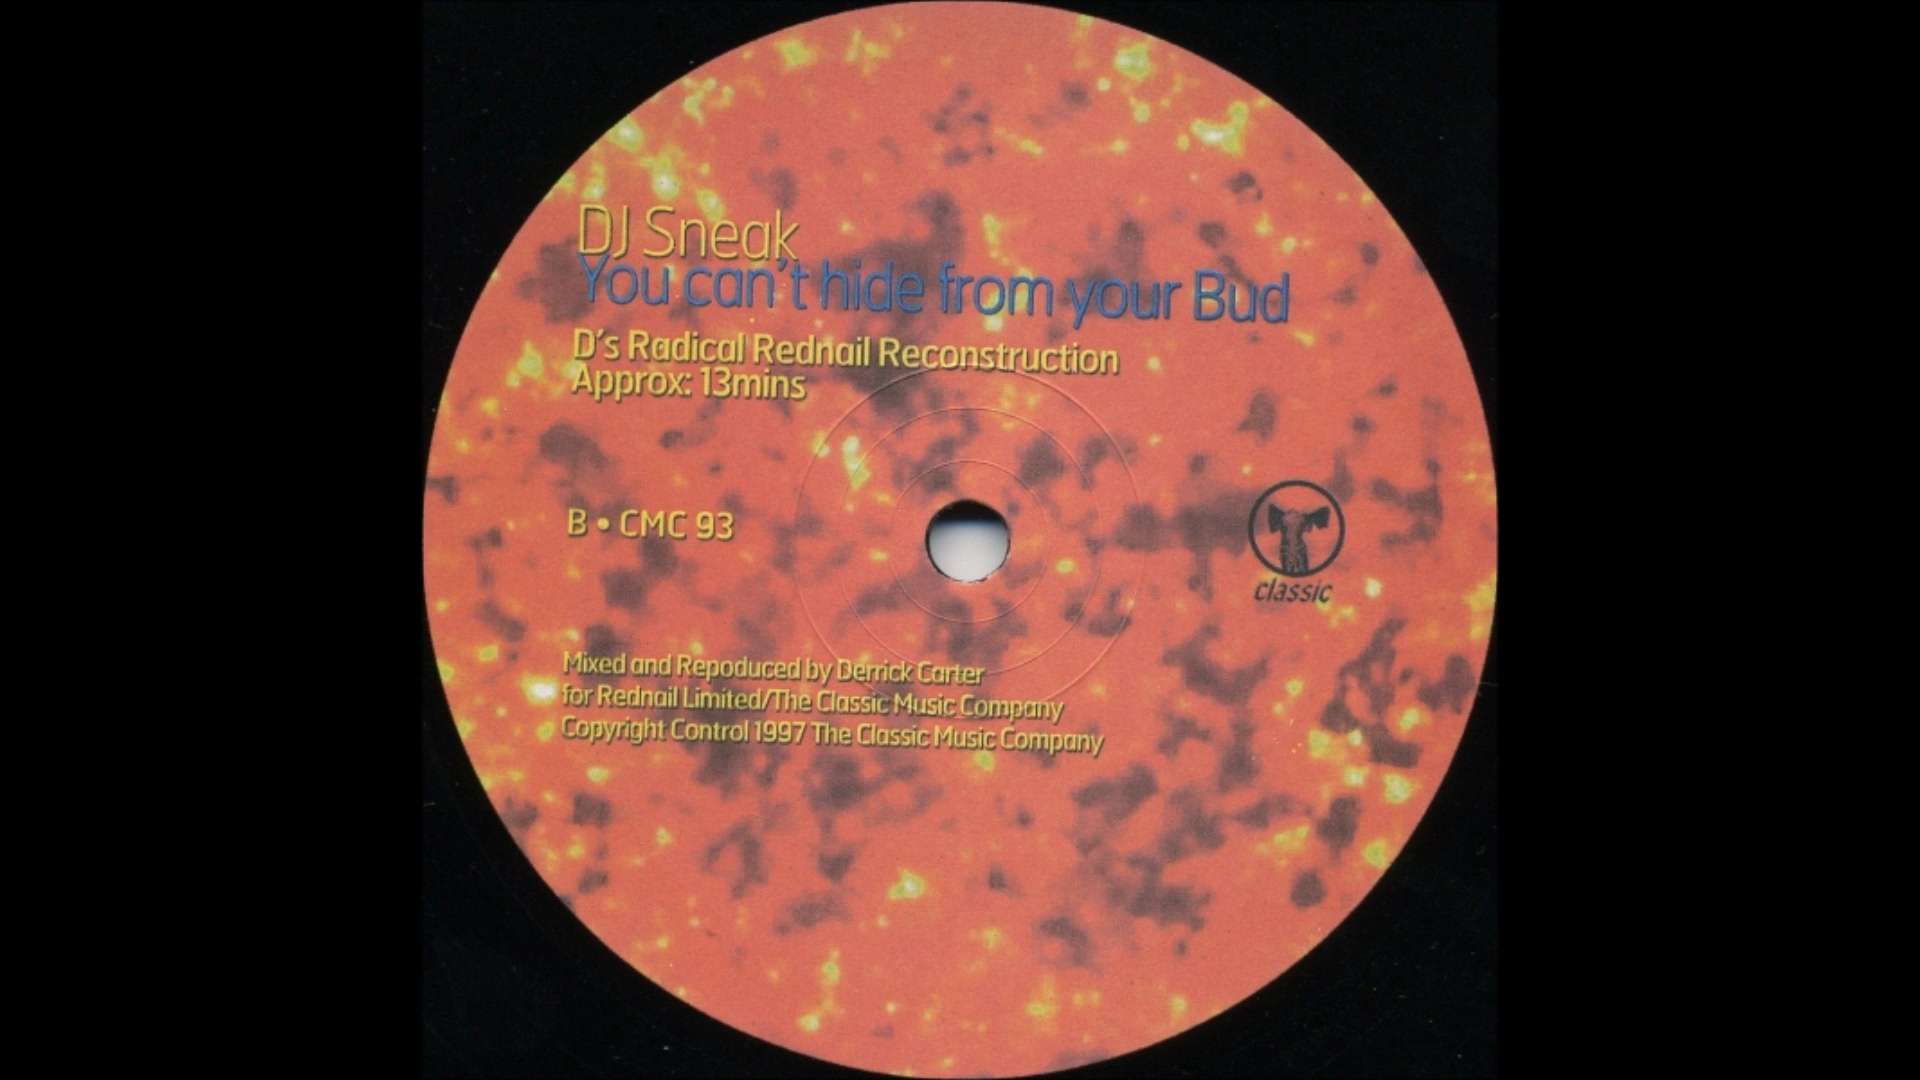 DJ Sneak
You can't hide from your Bud
D's Radical Rednail Reconstruction
Approx: 13mins
B • CMC 93
classic
Mixed and Repoduced by Derrick Carter
for Rednail Limited/The Classic Music Company
Copyright Control 1997 The Classic Music Company